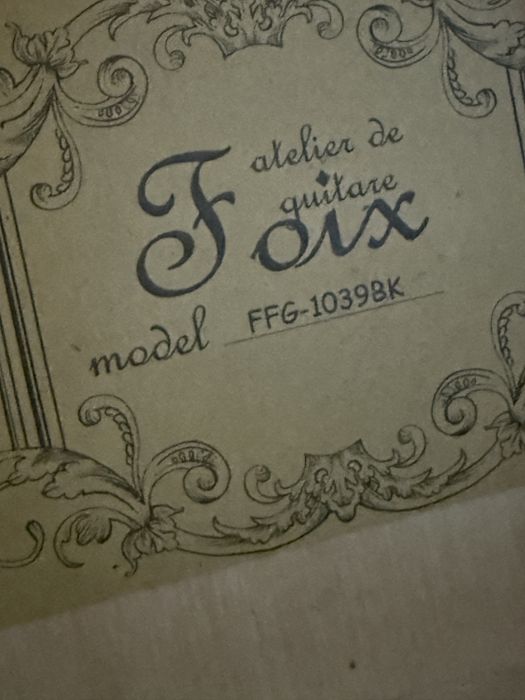 atelier de
guitare
Foix
model FFG-1039BK